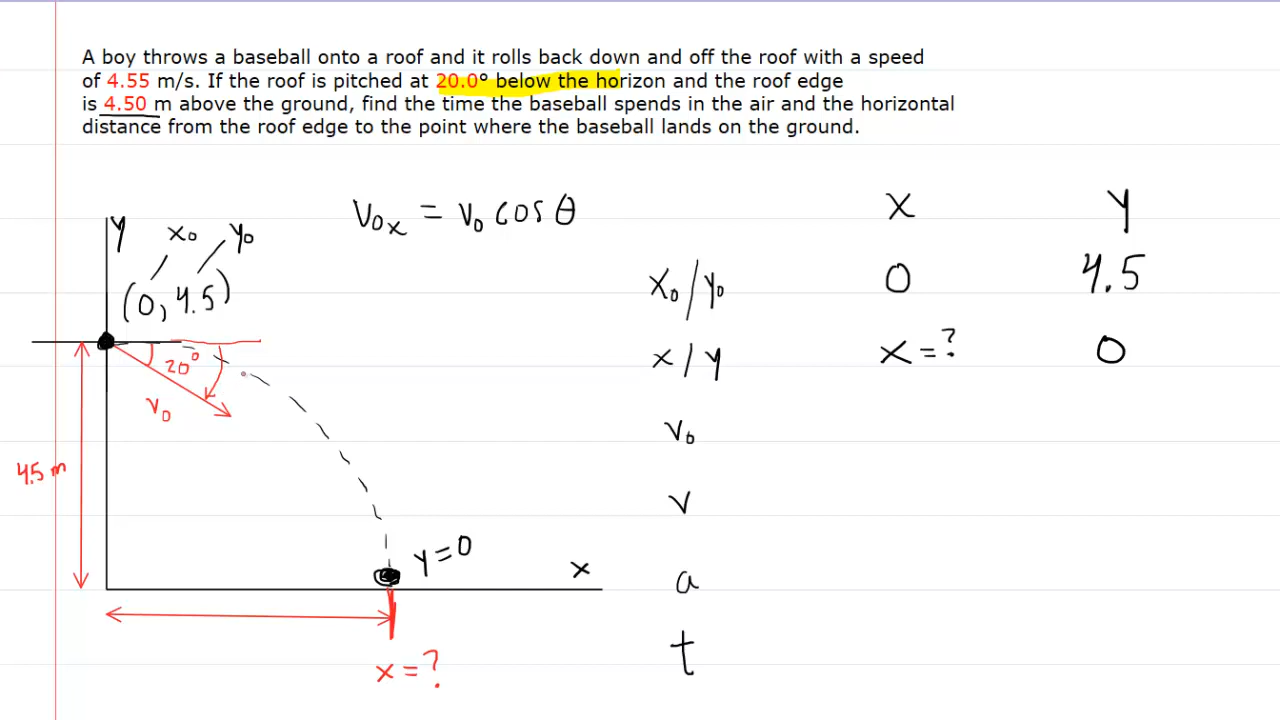 A boy throws a baseball onto a roof and it rolls back down and off the roof with a speed
of 4.55 m/s. If the roof is pitched at 20.0° below the horizon and the roof edge
is 4.50 m above the ground, find the time the baseball spends in the air and the horizontal
distance from the roof edge to the point where the baseball lands on the ground.
V₀ₓ = V₀ cos θ
X Y
y x₀ y₀
(0, 4.5)
x₀/y₀ 0 4.5
20°
x/y x = ? 0
v₀
v₀
4.5 m
v
y = 0
x
a
t
x = ?